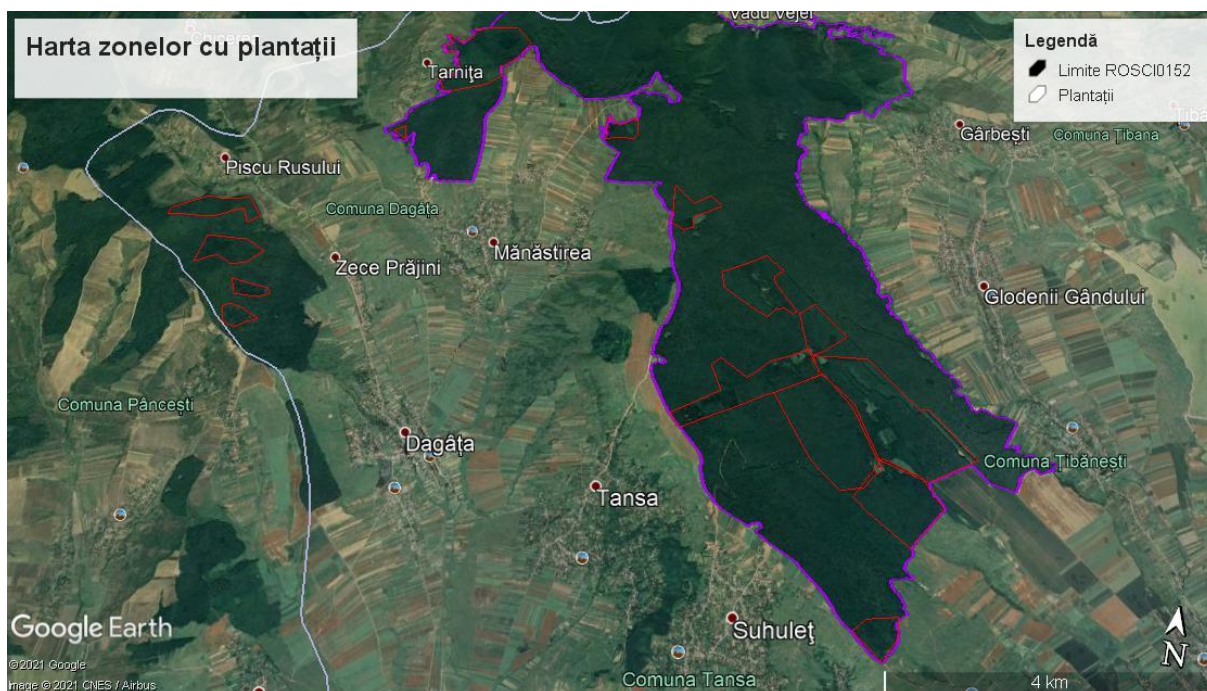 Harta zonelor cu plantații
Vadu Vejei
Legendă
Limite ROSCI0152
Plantații
Tarnița
Gârbești
Comuna Țibana
Piscu Rusului
Comuna Dagâța
Mănăstirea
Zece Prăjini
Glodenii Gândului
Comuna Pâncești
Dagâța
Comuna Țibănești
Tansa
Suhuleț
Google Earth
N
©2021 Google
Image © 2021 CNES / Airbus
Comuna Tansa
4 km